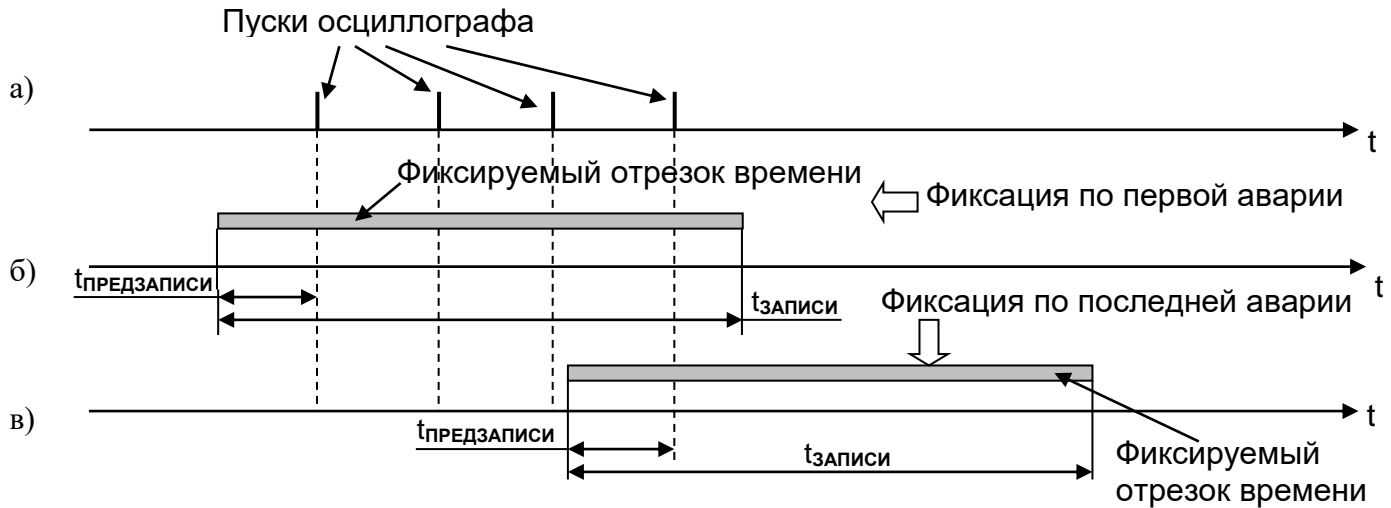 Пуски осциллографа
а)
t
Фиксируемый отрезок времени
Фиксация по первой аварии
б)
tПРЕДЗАПИСИ
t
Фиксация по последней аварии
tЗАПИСИ
в)
t
tПРЕДЗАПИСИ
tЗАПИСИ
Фиксируемый
отрезок времени